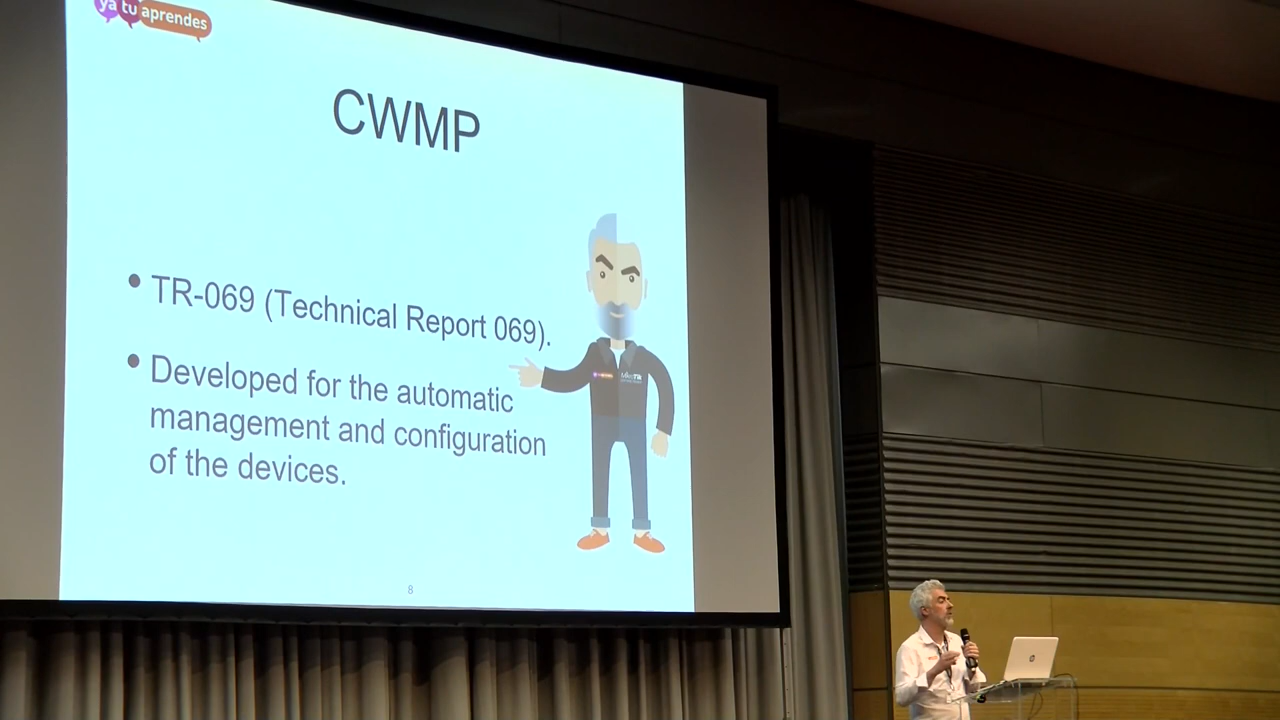 ya tu aprendes
CWMP
• TR-069 (Technical Report 069).
• Developed for the automatic
management and configuration
of the devices.
8